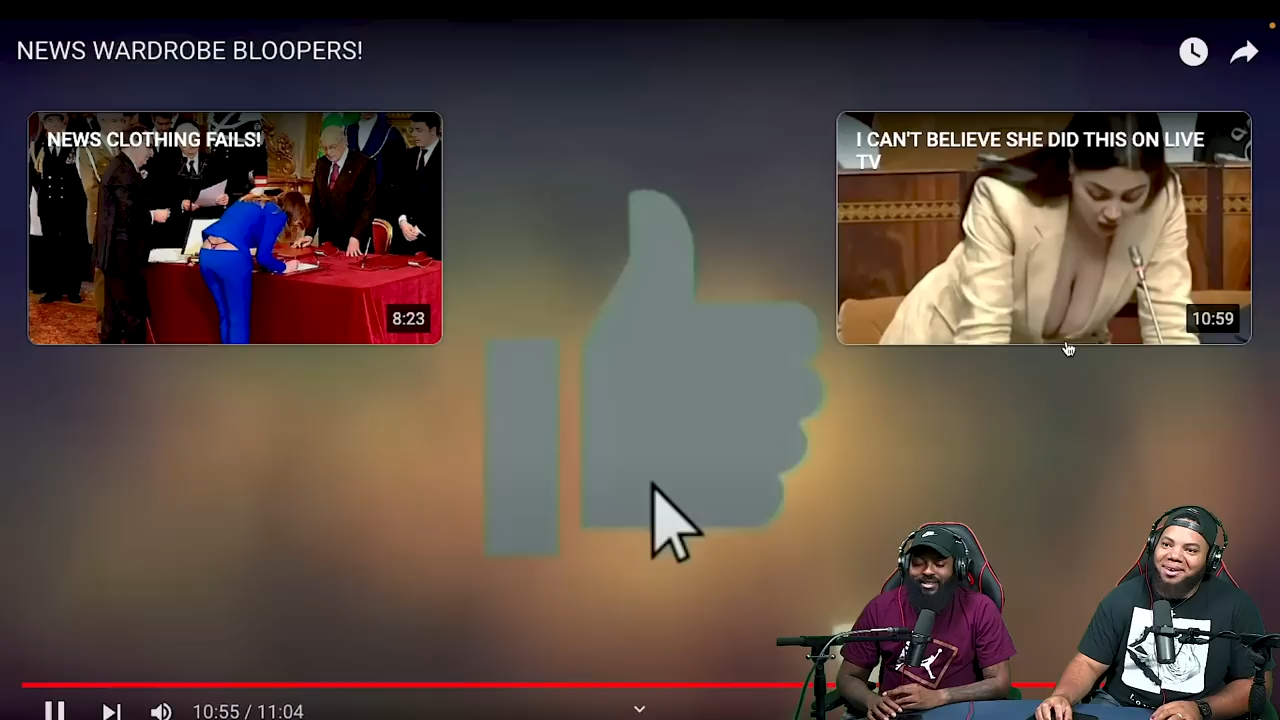 NEWS WARDROBE BLOOPERS!
NEWS CLOTHING FAILS!
8:23
I CAN'T BELIEVE SHE DID THIS ON LIVE
TV
10:59
10:55 / 11:04